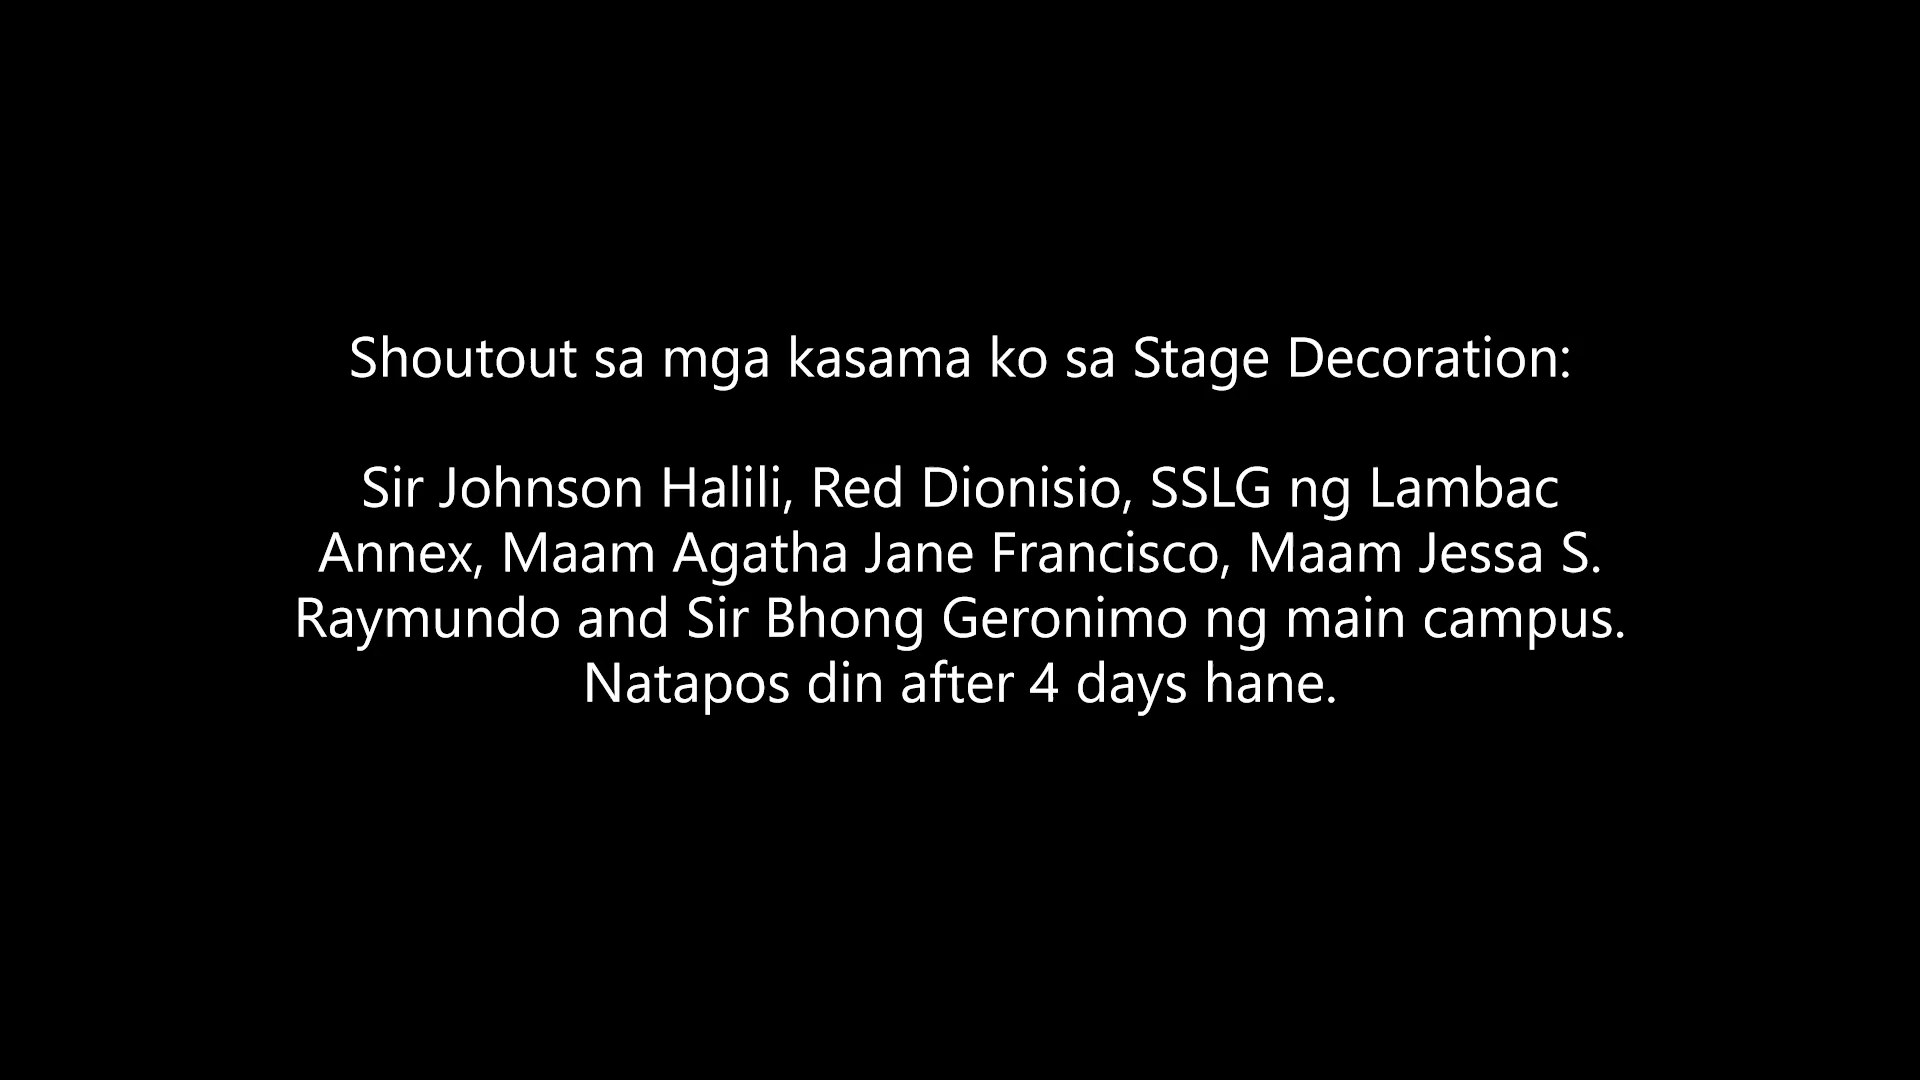 Shoutout sa mga kasama ko sa Stage Decoration:
Sir Johnson Halili, Red Dionisio, SSLG ng Lambac
Annex, Maam Agatha Jane Francisco, Maam Jessa S.
Raymundo and Sir Bhong Geronimo ng main campus.
Natapos din after 4 days hane.